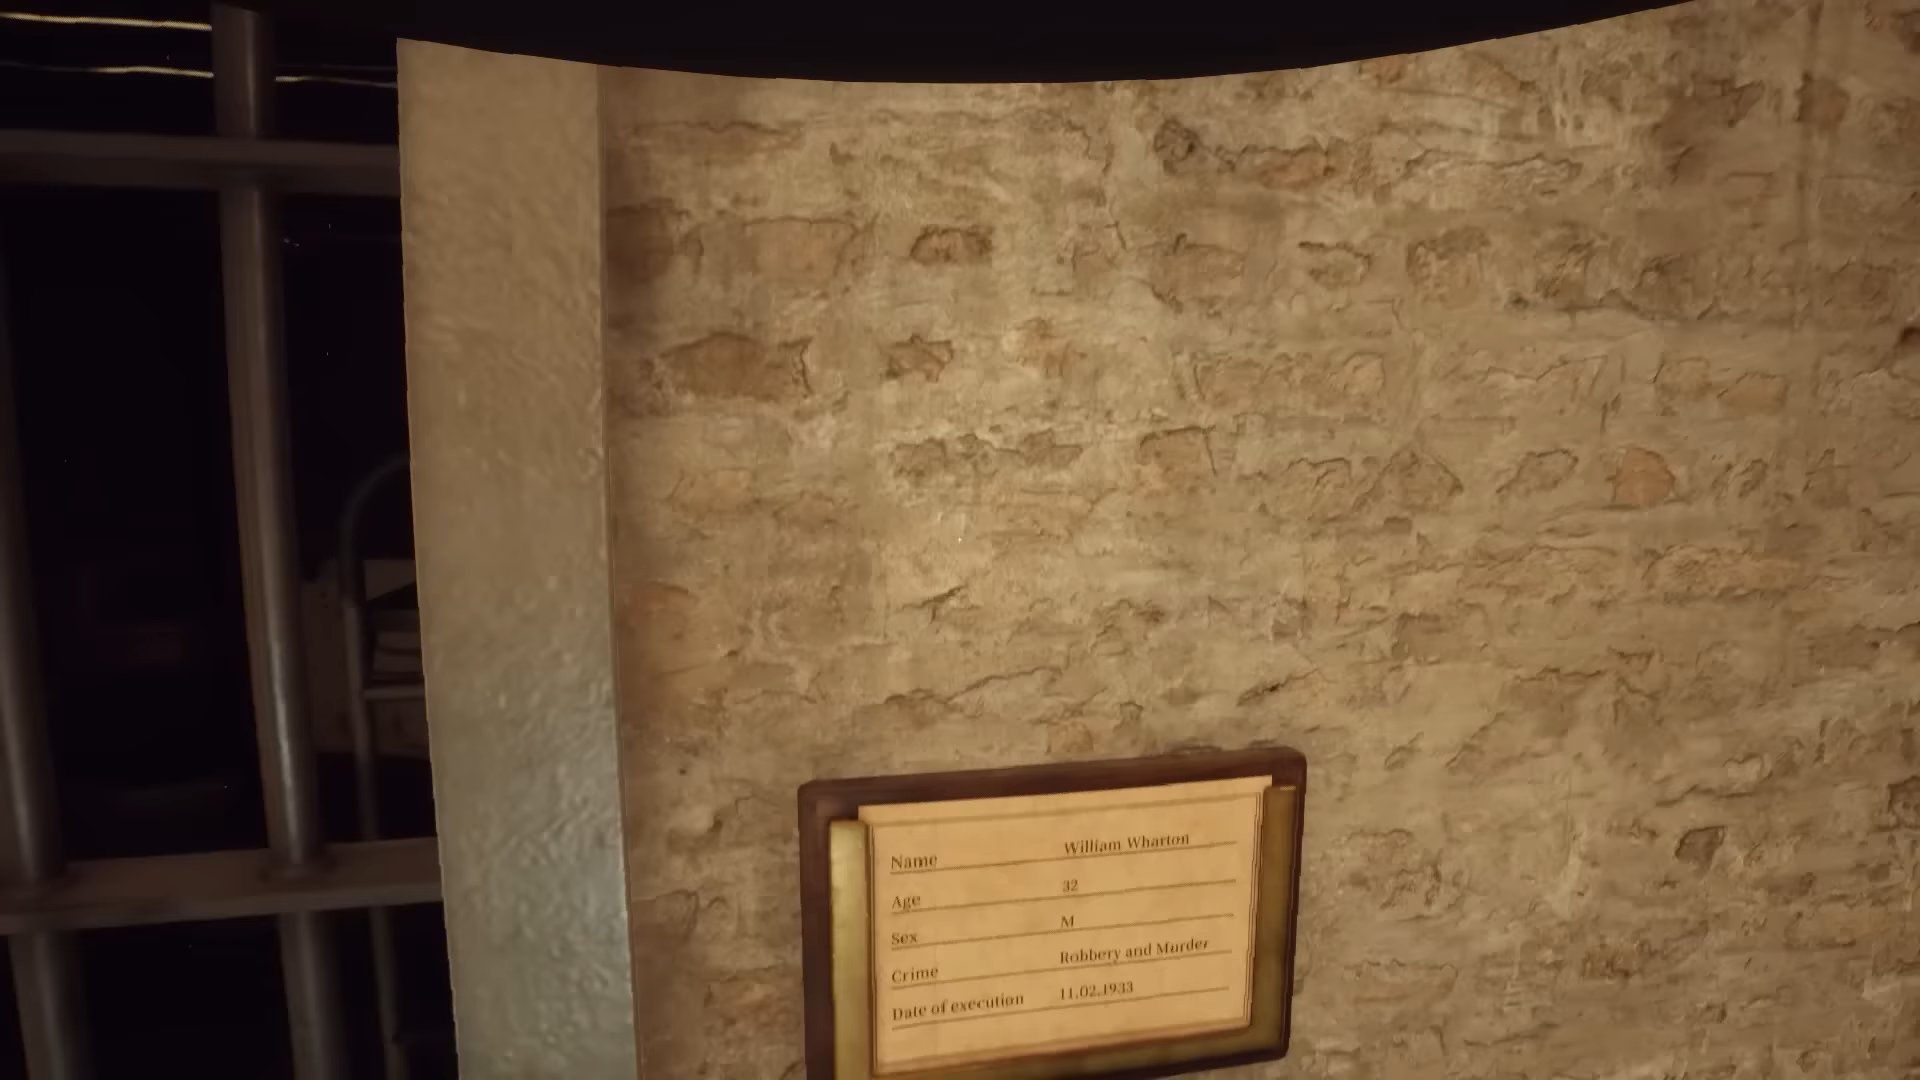 Name William Wharton
Age 32
Sex M
Crime Robbery and Murder
Date of execution 11.02.1933